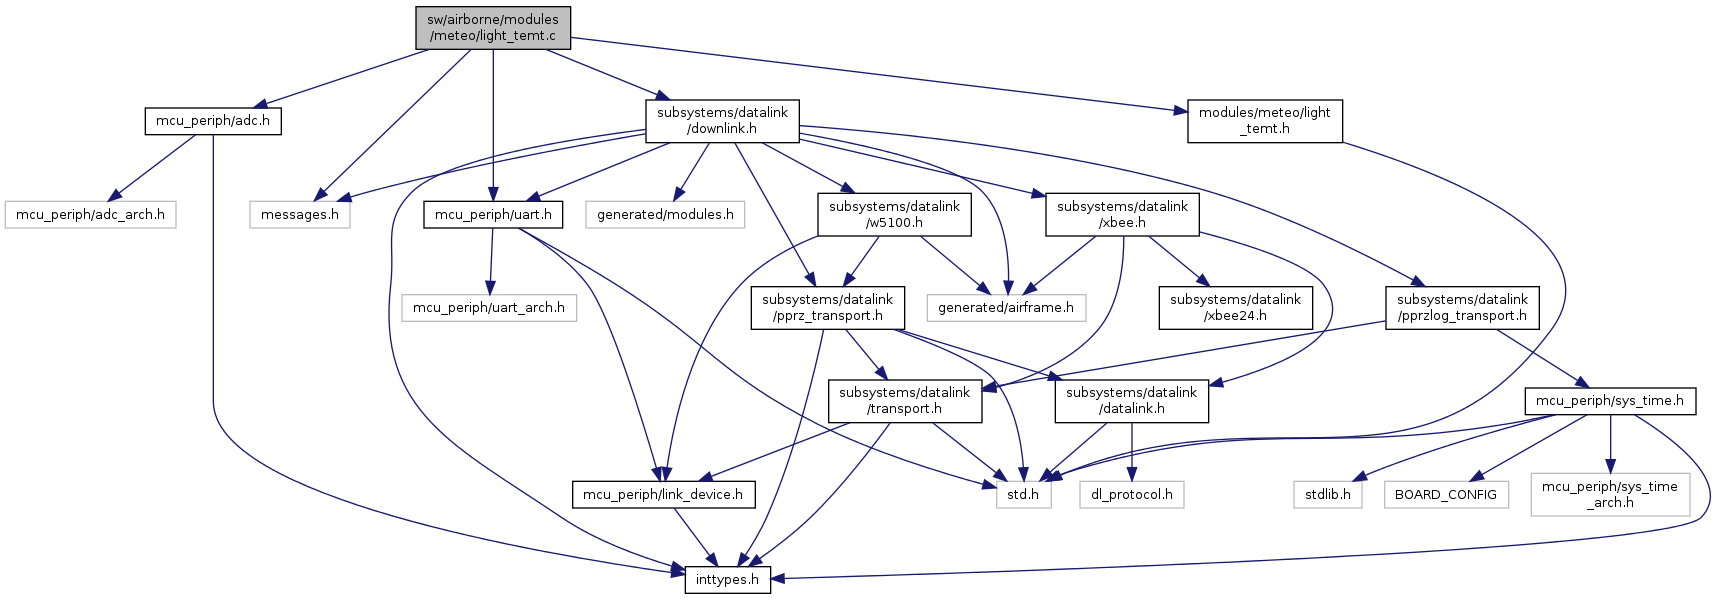 sw/airborne/modules
/meteo/light_temt.c
mcu_periph/adc.h
subsystems/datalink
/downlink.h
modules/meteo/light
_temt.h
mcu_periph/adc_arch.h
messages.h
mcu_periph/uart.h
generated/modules.h
subsystems/datalink
/w5100.h
subsystems/datalink
/xbee.h
mcu_periph/uart_arch.h
subsystems/datalink
/pprz_transport.h
generated/airframe.h
subsystems/datalink
/xbee24.h
subsystems/datalink
/pprzlog_transport.h
subsystems/datalink
/transport.h
subsystems/datalink
/datalink.h
mcu_periph/sys_time.h
mcu_periph/link_device.h
std.h
dl_protocol.h
stdlib.h
BOARD_CONFIG
mcu_periph/sys_time
_arch.h
inttypes.h